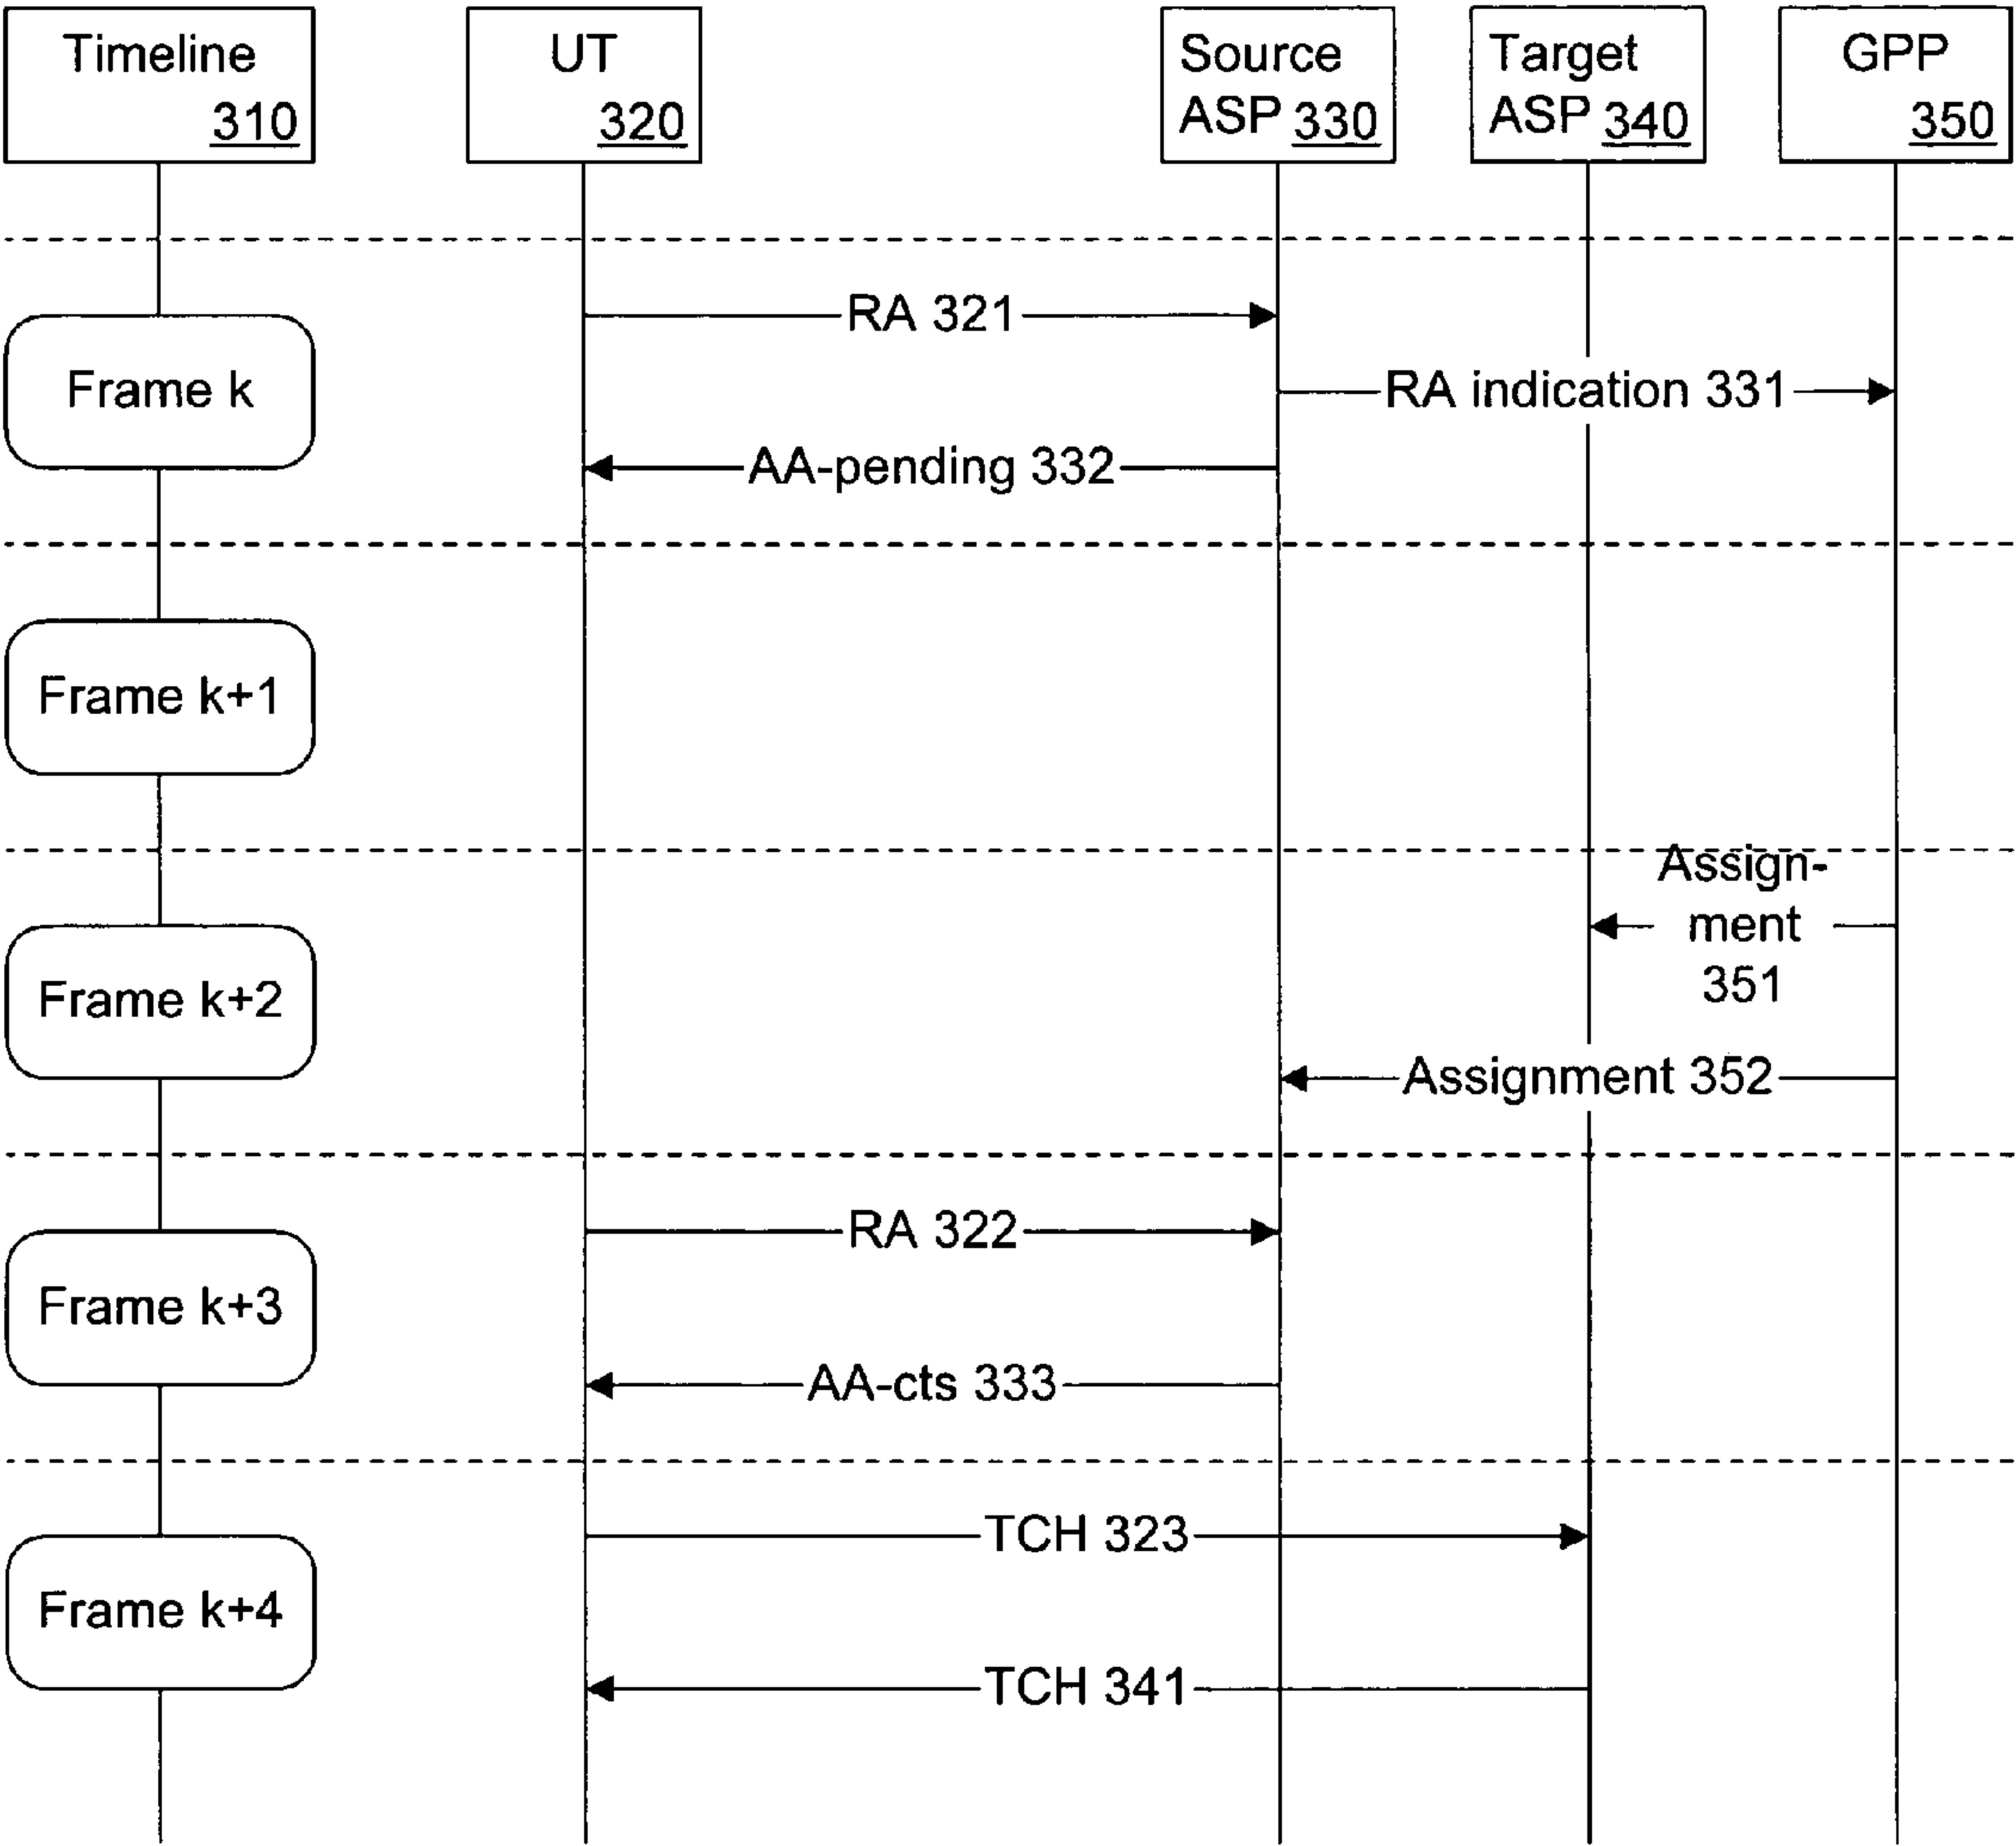 Timeline
310
UT
320
Source
ASP 330
Target
ASP 340
GPP
350
RA 321
Frame k
RA indication 331
AA-pending 332
Frame k+1
Assign-
ment
351
Frame k+2
Assignment 352
RA 322
Frame k+3
AA-cts 333
TCH 323
Frame k+4
TCH 341